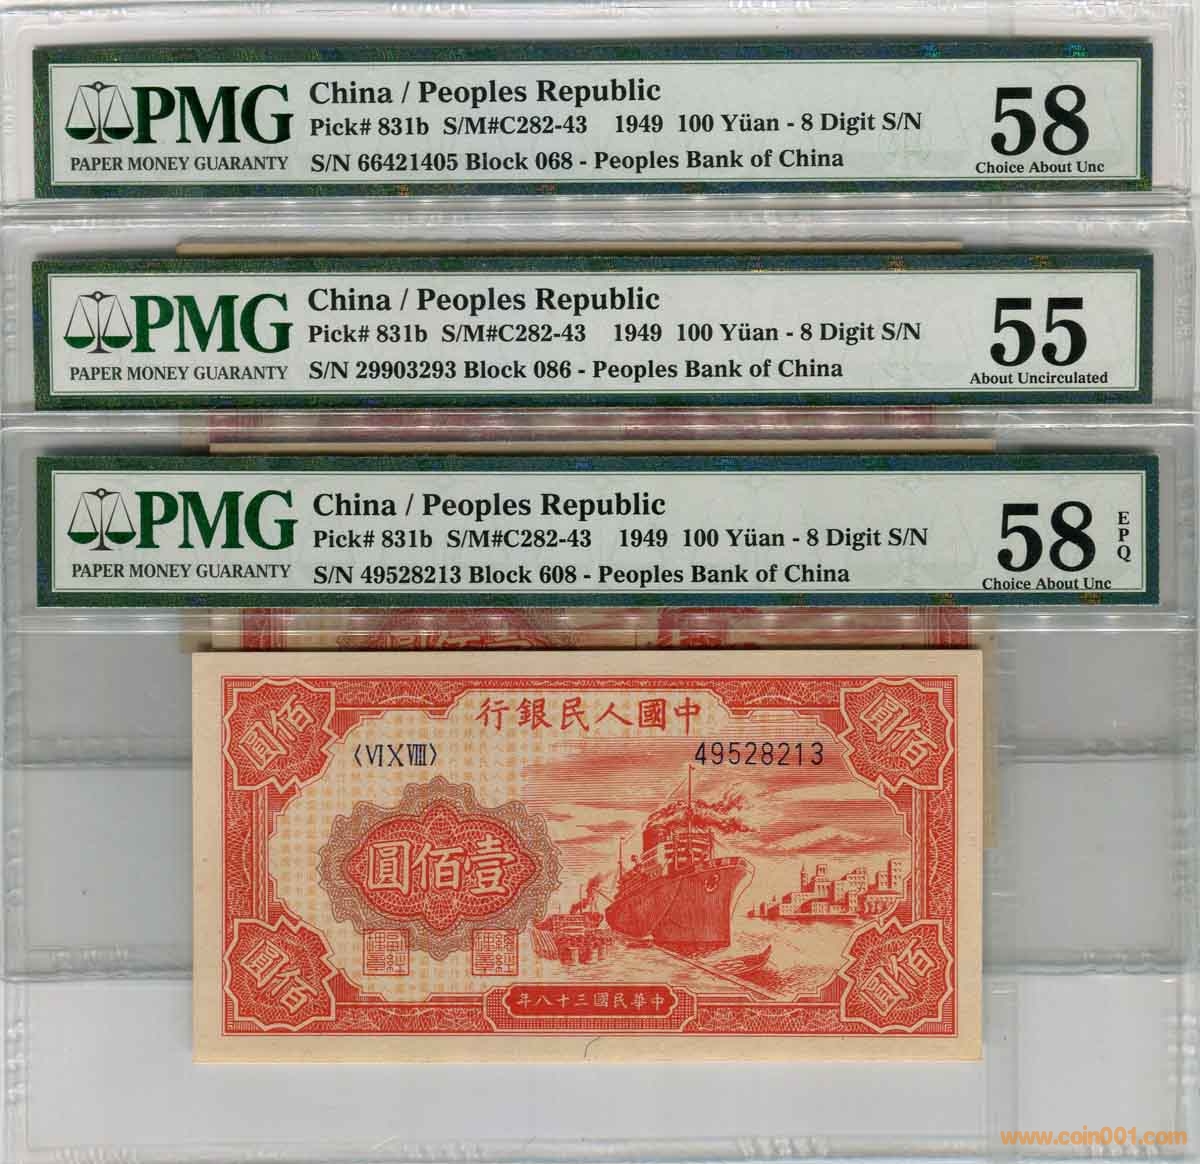 PMG
PAPER MONEY GUARANTY
China / Peoples Republic
Pick# 831b S/M#C282-43 1949 100 Yüan - 8 Digit S/N
S/N 66421405 Block 068 - Peoples Bank of China
58
Choice About Unc
PMG
PAPER MONEY GUARANTY
China / Peoples Republic
Pick# 831b S/M#C282-43 1949 100 Yüan - 8 Digit S/N
S/N 29903293 Block 086 - Peoples Bank of China
55
About Uncirculated
PMG
PAPER MONEY GUARANTY
China / Peoples Republic
Pick# 831b S/M#C282-43 1949 100 Yüan - 8 Digit S/N
S/N 49528213 Block 608 - Peoples Bank of China
58
EPQ
Choice About Unc
行銀民人國中
圓佰
圓佰
〈VI X VIII〉
49528213
圓佰壹
圓佰
圓佰
年八十三國民華中
www.coin001.com